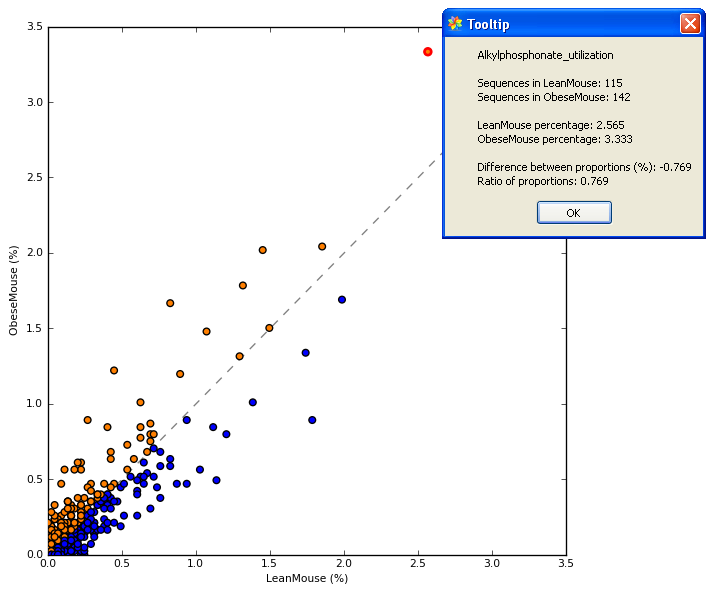 Tooltip
Alkylphosphonate_utilization
Sequences in LeanMouse: 115
Sequences in ObeseMouse: 142
LeanMouse percentage: 2.565
ObeseMouse percentage: 3.333
Difference between proportions (%): -0.769
Ratio of proportions: 0.769
OK
ObeseMouse (%)
3.5
3.0
2.5
2.0
1.5
1.0
0.5
0.0
0.0 0.5 1.0 1.5 2.0 2.5 3.0 3.5
LeanMouse (%)